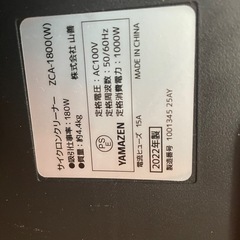 サイクロンクリーナー ZCA-1800(W)
●吸引仕事率：180W
●質量：約4.4kg
株式会社 山善
定格電圧：AC100V
定格周波数：50/60Hz
定格消費電力：1000W
PS
E
YAMAZEN
電流ヒューズ 15A
MADE IN CHINA
2022年製
製造番号 1001345 25AY